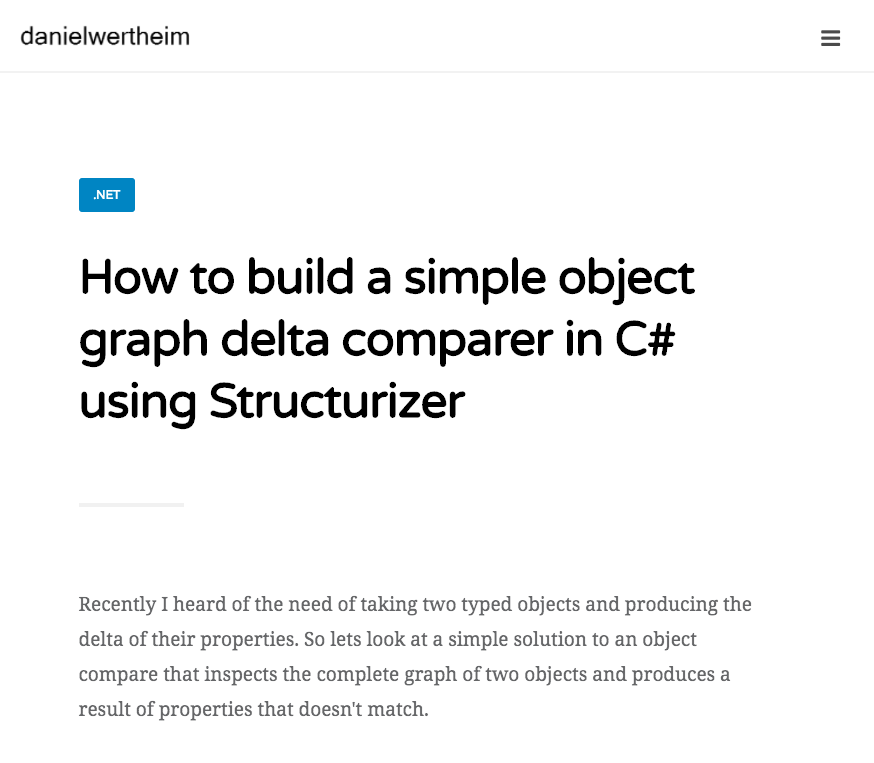 danielwertheim
.NET
How to build a simple object
graph delta comparer in C#
using Structurizer
Recently I heard of the need of taking two typed objects and producing the
delta of their properties. So lets look at a simple solution to an object
compare that inspects the complete graph of two objects and produces a
result of properties that doesn't match.